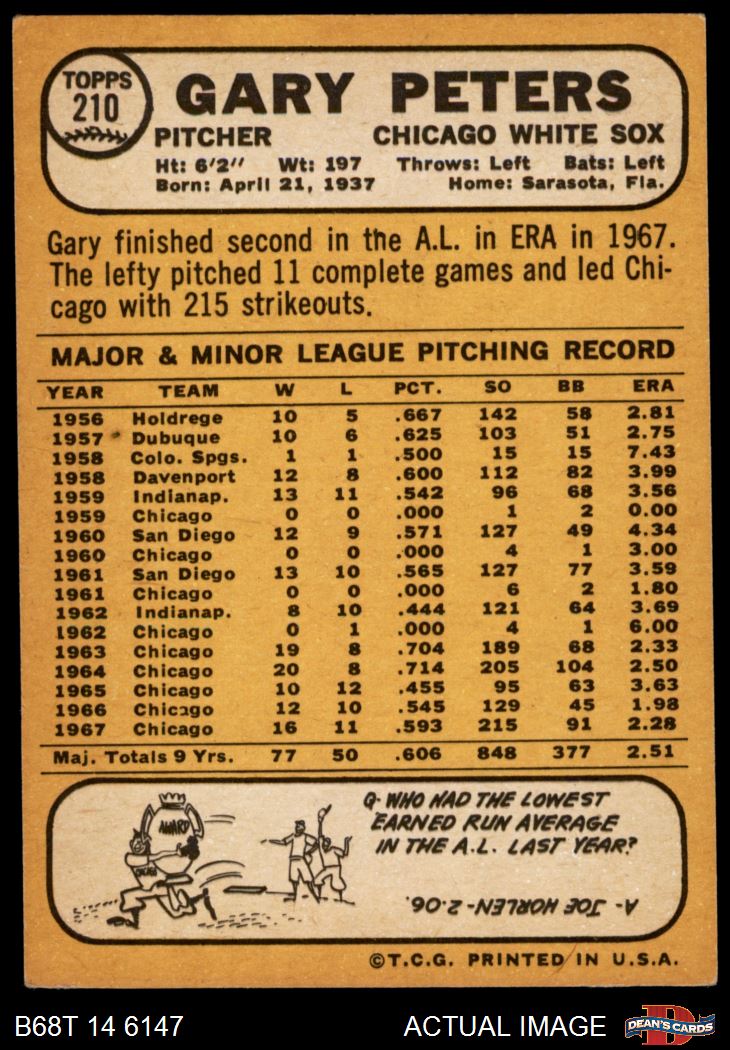 TOPPS
210
GARY PETERS
PITCHER CHICAGO WHITE SOX
Ht: 6'2" Wt: 197 Throws: Left Bats: Left
Born: April 21, 1937 Home: Sarasota, Fla.
Gary finished second in the A.L. in ERA in 1967.
The lefty pitched 11 complete games and led Chi-
cago with 215 strikeouts.
MAJOR & MINOR LEAGUE PITCHING RECORD
YEAR TEAM W L PCT. SO BB ERA
1956 Holdrege 10 5 .667 142 58 2.81
1957 Dubuque 10 6 .625 103 51 2.75
1958 Colo. Spgs. 1 1 .500 15 15 7.43
1958 Davenport 12 8 .600 112 82 3.99
1959 Indianap. 13 11 .542 96 68 3.56
1959 Chicago 0 0 .000 1 2 0.00
1960 San Diego 12 9 .571 127 49 4.34
1960 Chicago 0 0 .000 4 1 3.00
1961 San Diego 13 10 .565 127 77 3.59
1961 Chicago 0 0 .000 6 2 1.80
1962 Indianap. 8 10 .444 121 64 3.69
1962 Chicago 0 1 .000 4 1 6.00
1963 Chicago 19 8 .704 189 68 2.33
1964 Chicago 20 8 .714 205 104 2.50
1965 Chicago 10 12 .455 95 63 3.63
1966 Chicago 12 10 .545 129 45 1.98
1967 Chicago 16 11 .593 215 91 2.28
Maj. Totals 9 Yrs. 77 50 .606 848 377 2.51
AWARD
CHICAGO
Q- WHO HAD THE LOWEST
EARNED RUN AVERAGE
IN THE A.L. LAST YEAR?
A- JOE HORLEN- 2.06.
©T.C.G. PRINTED IN U.S.A.
B68T 14 6147 ACTUAL IMAGE
D
DEAN'S CARDS